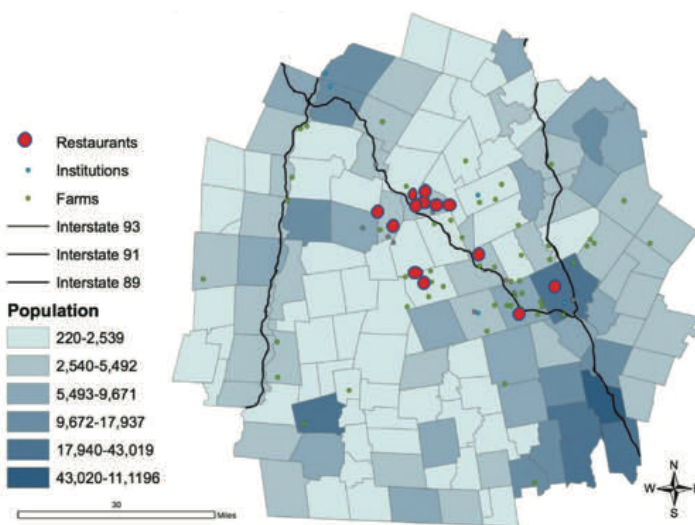 Restaurants
Institutions
Farms
Interstate 93
Interstate 91
Interstate 89
Population
220-2,539
2,540-5,492
5,493-9,671
9,672-17,937
17,940-43,019
43,020-11,1196
30
Miles
N
W E
S